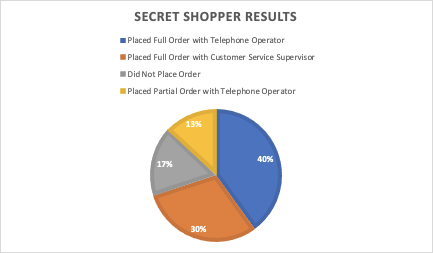 SECRET SHOPPER RESULTS
Placed Full Order with Telephone Operator
Placed Full Order with Customer Service Supervisor
Did Not Place Order
Placed Partial Order with Telephone Operator
13%
40%
17%
30%